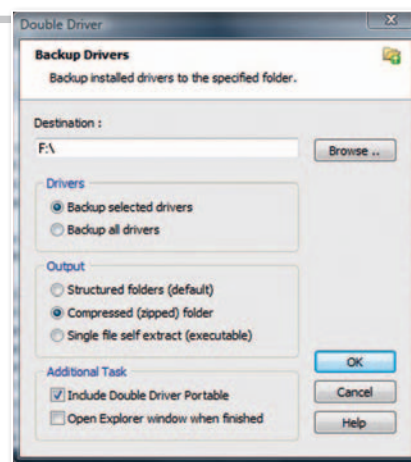 Double Driver
Backup Drivers
Backup installed drivers to the specified folder.
Destination :
F:\
Browse ..
Drivers
Backup selected drivers
Backup all drivers
Output
Structured folders (default)
Compressed (zipped) folder
Single file self extract (executable)
OK
Additional Task
Include Double Driver Portable
Cancel
Open Explorer window when finished
Help